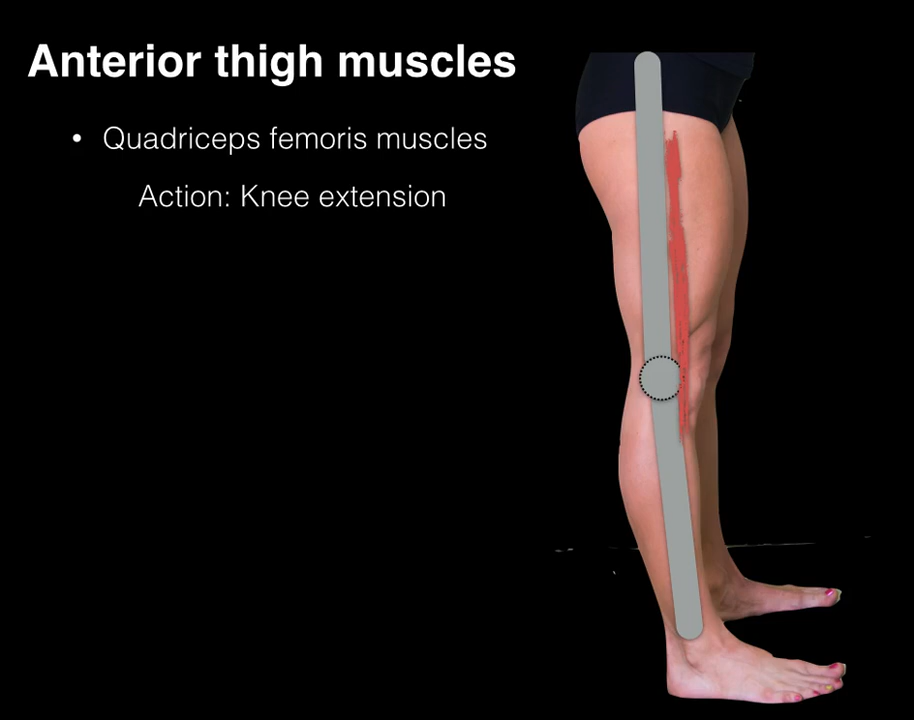 Anterior thigh muscles
• Quadriceps femoris muscles
Action: Knee extension